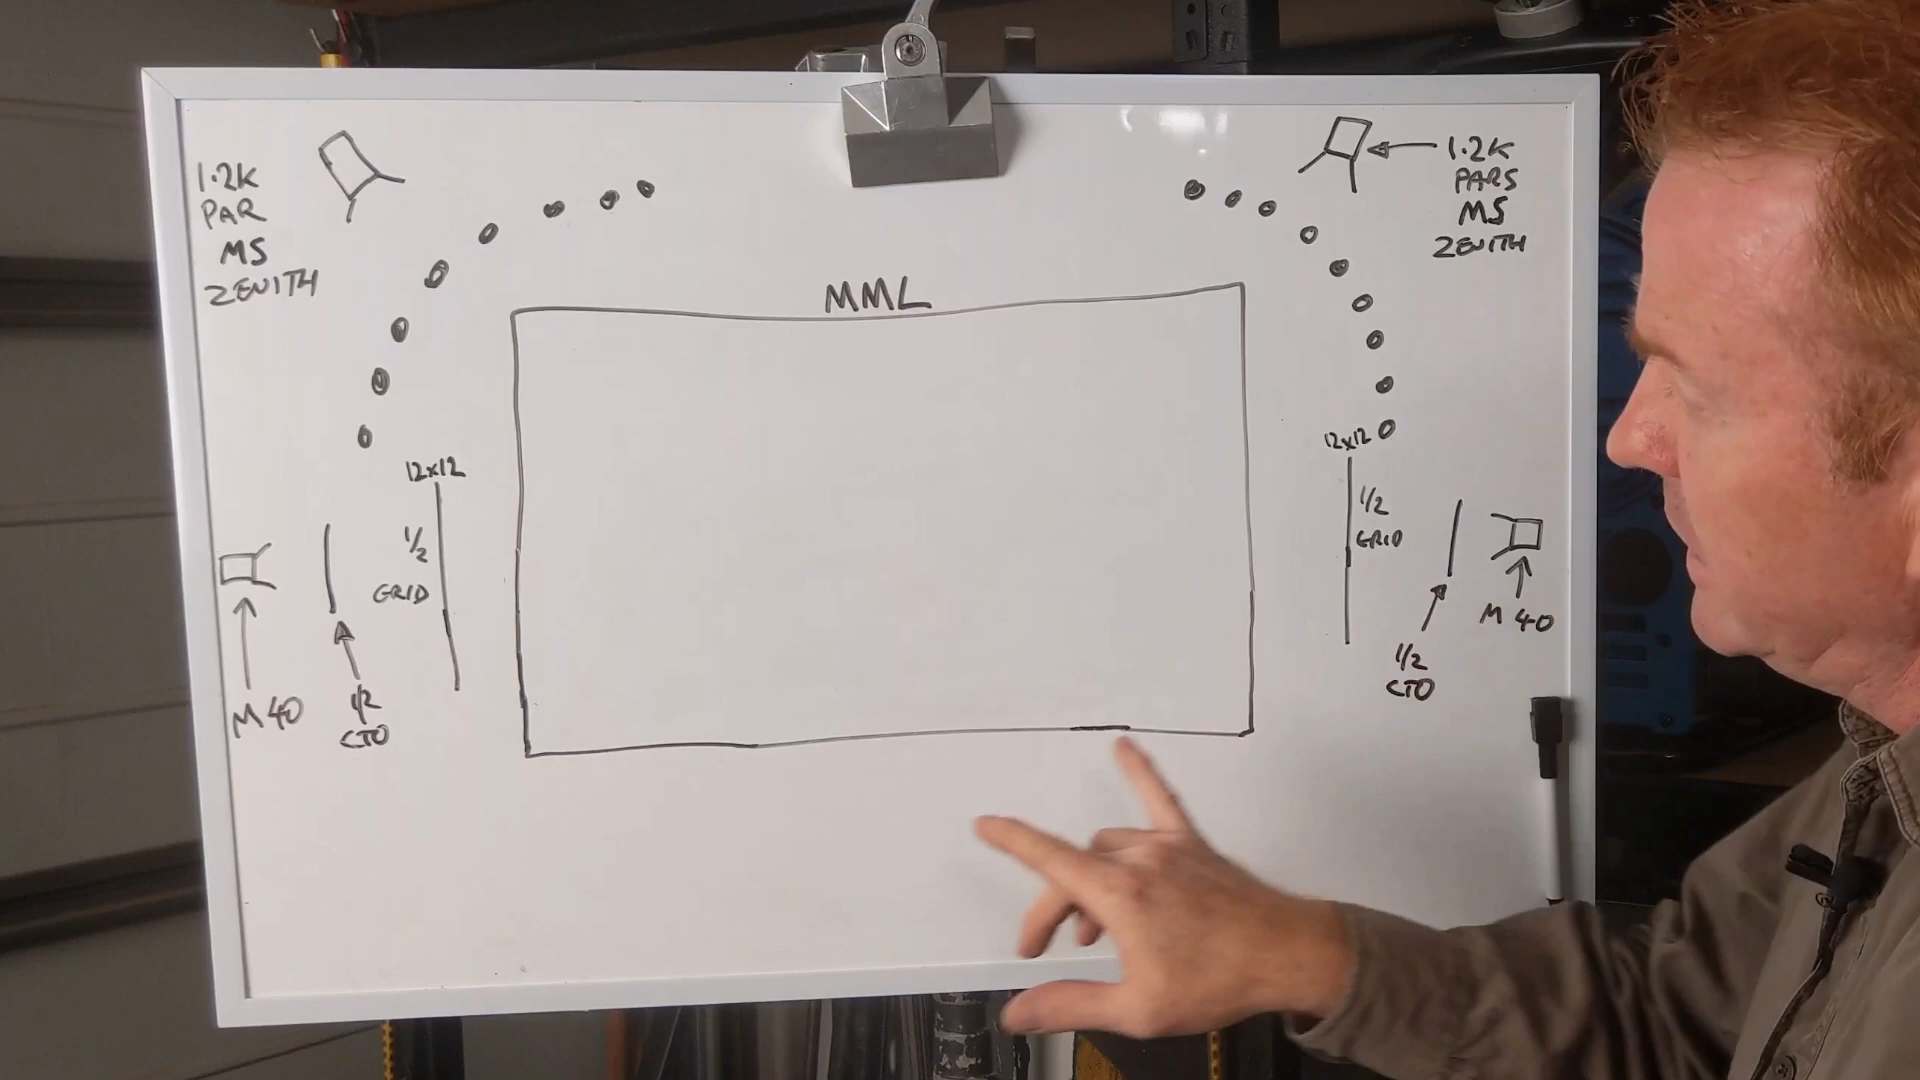 1.2K
PAR
MS
ZENITH
1.2K
PARS
MS
ZENITH
MML
12x12
1/2
GRID
M40
1/2
CTO
12x12
1/2
GRID
M 40
1/2
CTO